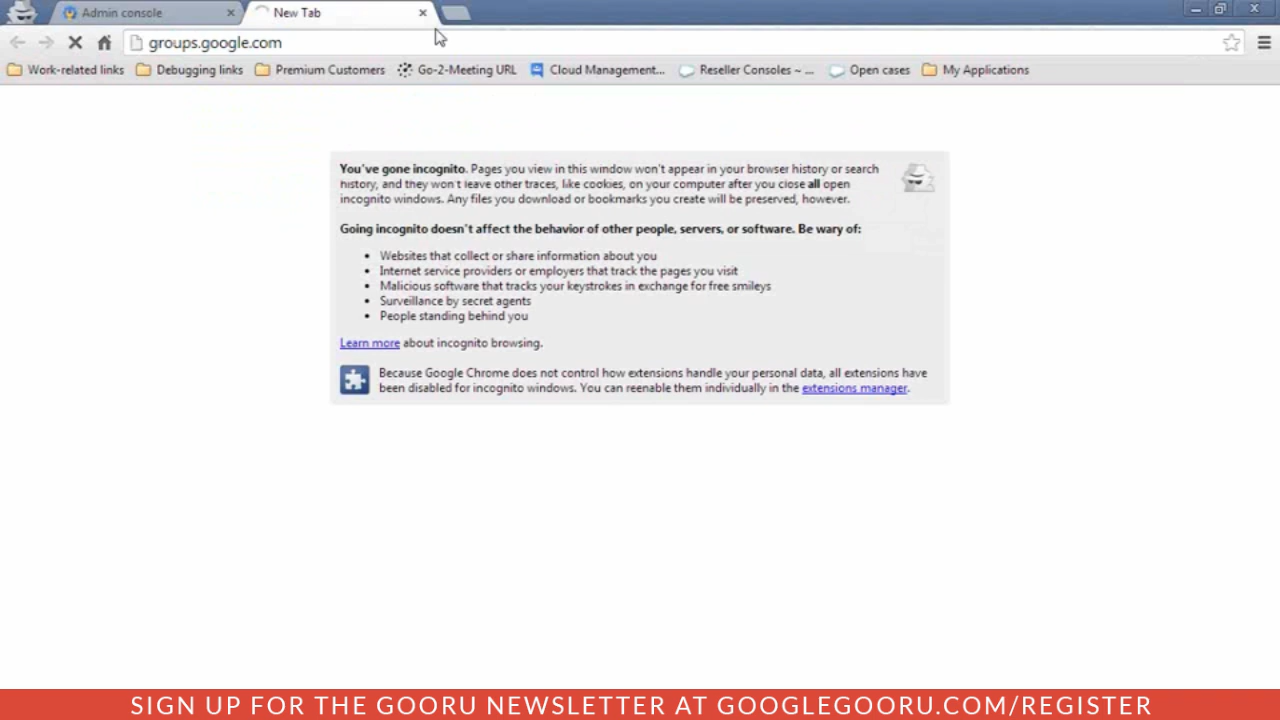 Admin console
New Tab
groups.google.com
Work-related links Debugging links Premium Customers Go-2-Meeting URL Cloud Management... Reseller Consoles ~ ... Open cases My Applications
You've gone incognito. Pages you view in this window won't appear in your browser history or search
history, and they won't leave other traces, like cookies, on your computer after you close all open
incognito windows. Any files you download or bookmarks you create will be preserved, however.
Going incognito doesn't affect the behavior of other people, servers, or software. Be wary of:
• Websites that collect or share information about you
• Internet service providers or employers that track the pages you visit
• Malicious software that tracks your keystrokes in exchange for free smileys
• Surveillance by secret agents
• People standing behind you
Learn more about incognito browsing.
Because Google Chrome does not control how extensions handle your personal data, all extensions have
been disabled for incognito windows. You can reenable them individually in the extensions manager.
SIGN UP FOR THE GOORU NEWSLETTER AT GOOGLEGOORU.COM/REGISTER